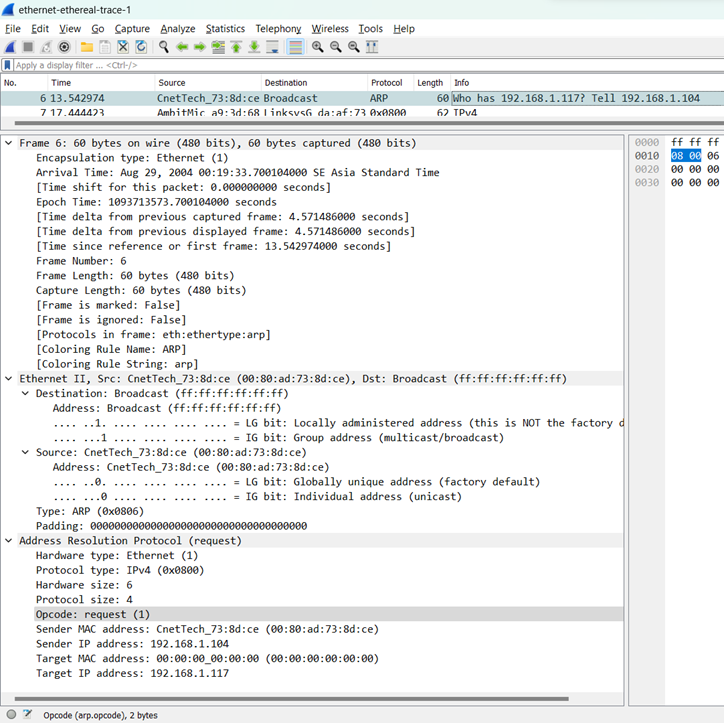 ethernet-ethereal-trace-1
File Edit View Go Capture Analyze Statistics Telephony Wireless Tools Help
Apply a display filter ... <Ctrl-/>
No. Time Source Destination Protocol Length Info
6 13.542974 CnetTech_73:8d:ce Broadcast ARP 60 Who has 192.168.1.117? Tell 192.168.1.104
7 17.444423 AmbitMic_a9:3d:68 LinksysG_da:af:73 0x0800 62 IPv4
Frame 6: 60 bytes on wire (480 bits), 60 bytes captured (480 bits)
Encapsulation type: Ethernet (1)
Arrival Time: Aug 29, 2004 00:19:33.700104000 SE Asia Standard Time
[Time shift for this packet: 0.000000000 seconds]
Epoch Time: 1093713573.700104000 seconds
[Time delta from previous captured frame: 4.571486000 seconds]
[Time delta from previous displayed frame: 4.571486000 seconds]
[Time since reference or first frame: 13.542974000 seconds]
Frame Number: 6
Frame Length: 60 bytes (480 bits)
Capture Length: 60 bytes (480 bits)
[Frame is marked: False]
[Frame is ignored: False]
[Protocols in frame: eth:ethertype:arp]
[Coloring Rule Name: ARP]
[Coloring Rule String: arp]
Ethernet II, Src: CnetTech_73:8d:ce (00:80:ad:73:8d:ce), Dst: Broadcast (ff:ff:ff:ff:ff:ff)
Destination: Broadcast (ff:ff:ff:ff:ff:ff)
Address: Broadcast (ff:ff:ff:ff:ff:ff)
.... ..1. .... .... .... .... = LG bit: Locally administered address (this is NOT the factory d
.... ...1 .... .... .... .... = IG bit: Group address (multicast/broadcast)
Source: CnetTech_73:8d:ce (00:80:ad:73:8d:ce)
Address: CnetTech_73:8d:ce (00:80:ad:73:8d:ce)
.... ..0. .... .... .... .... = LG bit: Globally unique address (factory default)
.... ...0 .... .... .... .... = IG bit: Individual address (unicast)
Type: ARP (0x0806)
Padding: 000000000000000000000000000000000000
Address Resolution Protocol (request)
Hardware type: Ethernet (1)
Protocol type: IPv4 (0x0800)
Hardware size: 6
Protocol size: 4
Opcode: request (1)
Sender MAC address: CnetTech_73:8d:ce (00:80:ad:73:8d:ce)
Sender IP address: 192.168.1.104
Target MAC address: 00:00:00_00:00:00 (00:00:00:00:00:00)
Target IP address: 192.168.1.117
0000 ff ff ff
0010 08 00 06
0020 00 00 00
0030 00 00 00
Opcode (arp.opcode), 2 bytes